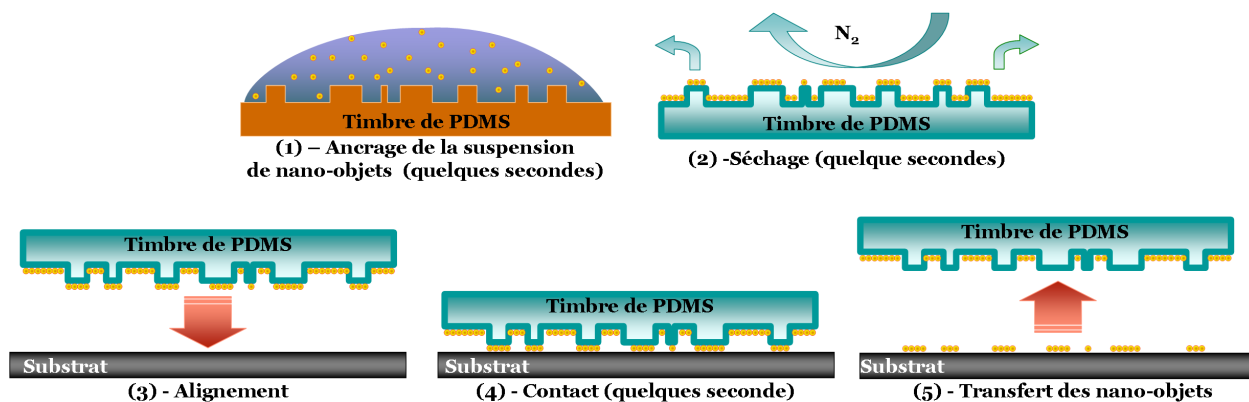 Timbre de PDMS
(1) – Ancrage de la suspension
de nano-objets (quelques secondes)
N2
Timbre de PDMS
(2) -Séchage (quelque secondes)
Timbre de PDMS
Substrat
(3) - Alignement
Timbre de PDMS
Substrat
(4) - Contact (quelques seconde)
Timbre de PDMS
Substrat
(5) - Transfert des nano-objets